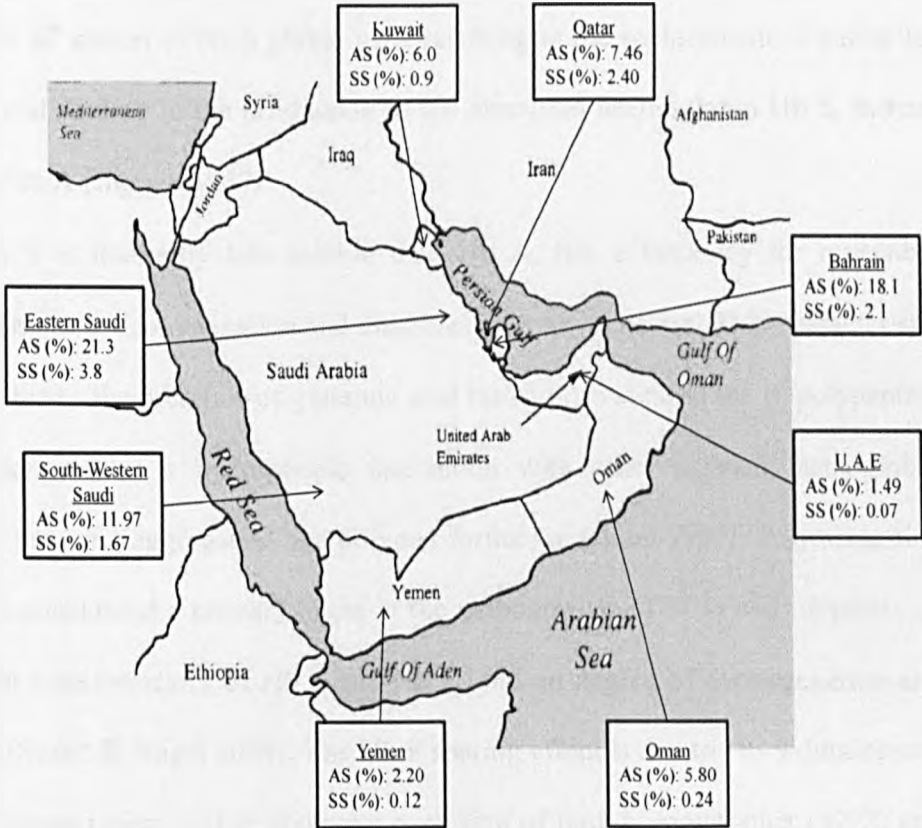 Kuwait
AS (%): 6.0
SS (%): 0.9
Qatar
AS (%): 7.46
SS (%): 2.40
Mediterranean
Sea
Syria
Iraq
Jordan
Iran
Afghanistan
Pakistan
Persion Gulf
Bahrain
AS (%): 18.1
SS (%): 2.1
Eastern Saudi
AS (%): 21.3
SS (%): 3.8
Saudi Arabia
Gulf Of
Oman
United Arab
Emirates
South-Western
Saudi
AS (%): 11.97
SS (%): 1.67
Red Sea
Oman
U.A.E
AS (%): 1.49
SS (%): 0.07
Yemen
Arabian
Sea
Ethiopia
Gulf Of Aden
Yemen
AS (%): 2.20
SS (%): 0.12
Oman
AS (%): 5.80
SS (%): 0.24